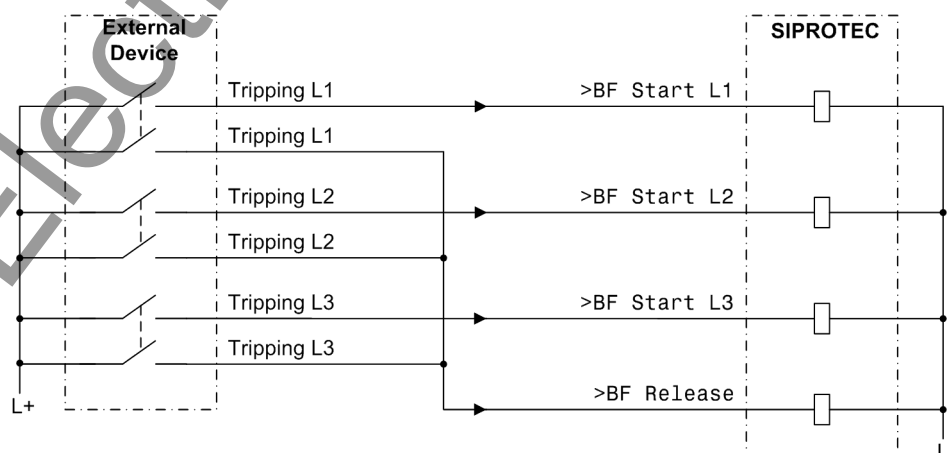 External
Device
SIPROTEC
Tripping L1
>BF Start L1
Tripping L1
Tripping L2
>BF Start L2
Tripping L2
Tripping L3
>BF Start L3
Tripping L3
>BF Release
L+